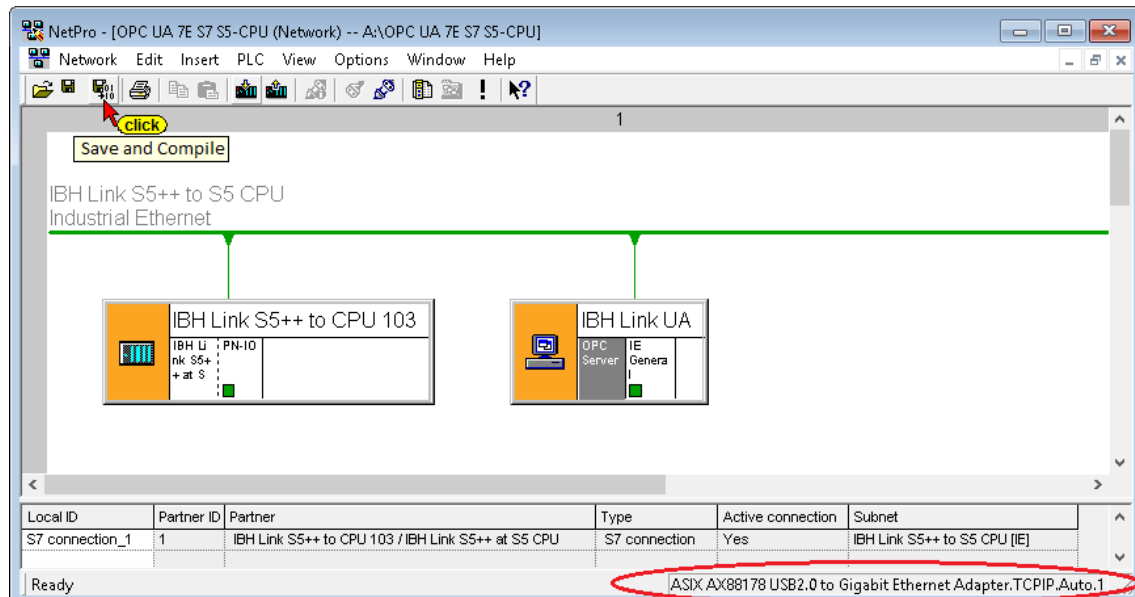 NetPro - [OPC UA 7E S7 S5-CPU (Network) -- A:\OPC UA 7E S7 S5-CPU]
Network Edit Insert PLC View Options Window Help
click
Save and Compile
1
IBH Link S5++ to S5 CPU
Industrial Ethernet
IBH Link S5++ to CPU 103
IBH Li
nk S5+
+ at S
PN-IO
IBH Link UA
OPC
Server
IE
Genera
l
Local ID Partner ID Partner Type Active connection Subnet
S7 connection_1 1 IBH Link S5++ to CPU 103 / IBH Link S5++ at S5 CPU S7 connection Yes IBH Link S5++ to S5 CPU [IE]
Ready ASIX AX88178 USB2.0 to Gigabit Ethernet Adapter.TCPIP.Auto.1